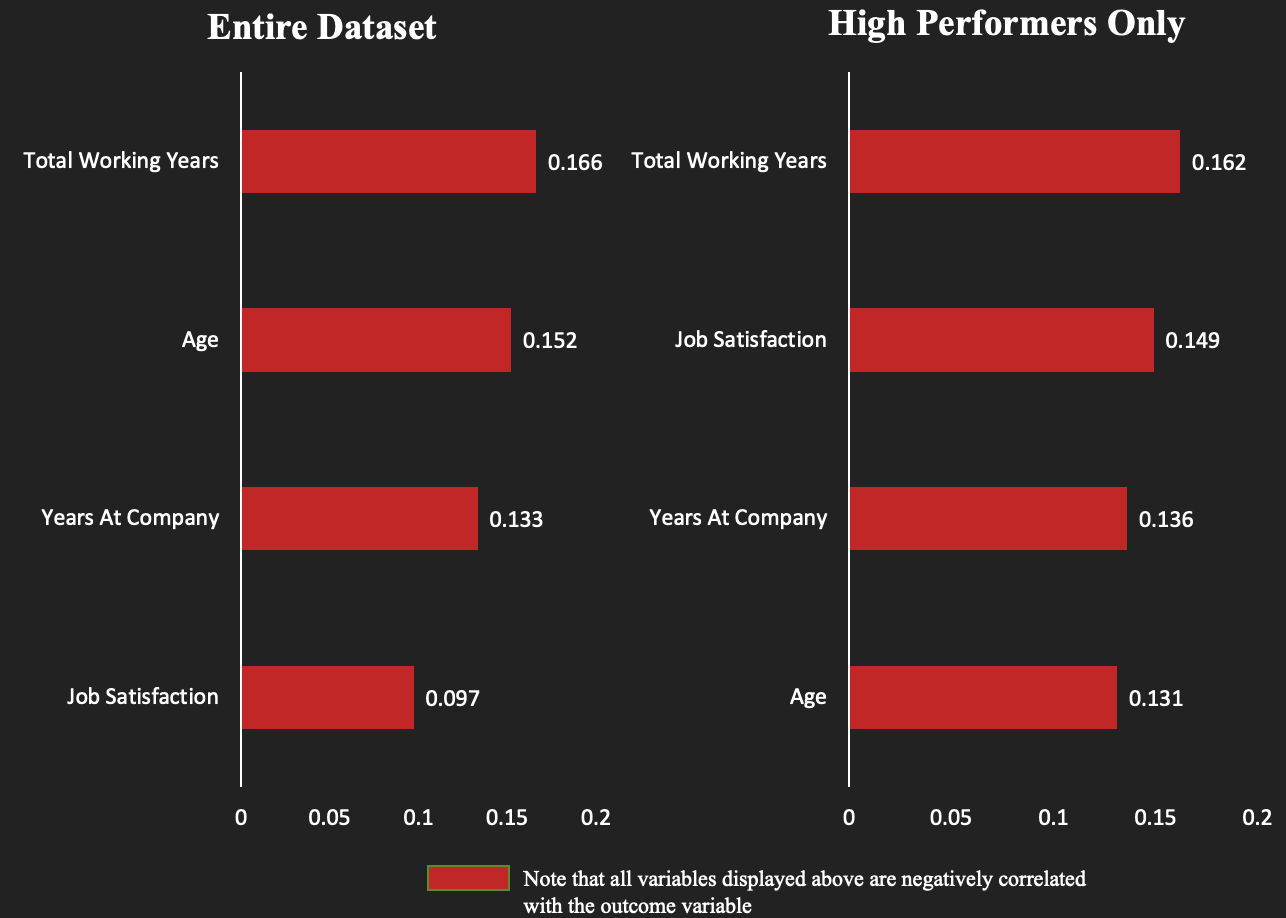 Entire Dataset
Total Working Years 0.166
Age 0.152
Years At Company 0.133
Job Satisfaction 0.097
0 0.05 0.1 0.15 0.2
High Performers Only
Total Working Years 0.162
Job Satisfaction 0.149
Years At Company 0.136
Age 0.131
0 0.05 0.1 0.15 0.2
Note that all variables displayed above are negatively correlated
with the outcome variable